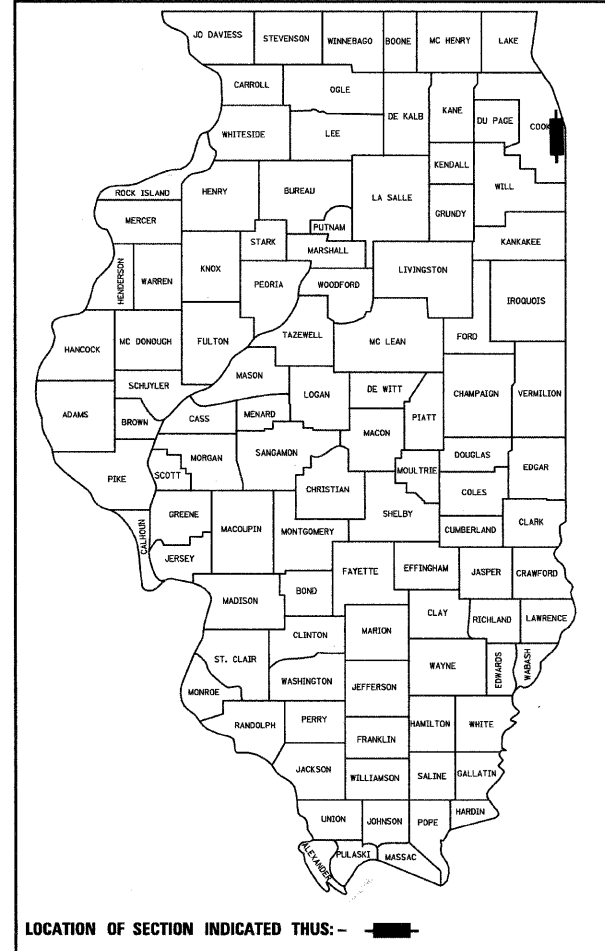 JO DAVIESS STEVENSON WINNEBAGO BOONE MC HENRY LAKE
CARROLL OGLE DE KALB KANE DU PAGE COOK
WHITESIDE LEE
KENDALL WILL
ROCK ISLAND HENRY BUREAU LA SALLE GRUNDY
MERCER PUTNAM
STARK MARSHALL KANKAKEE
HENDERSON WARREN KNOX PEORIA WOODFORD LIVINGSTON IROQUOIS
HANCOCK MC DONOUGH FULTON TAZEWELL MC LEAN FORD
SCHUYLER MASON LOGAN DE WITT CHAMPAIGN VERMILION
ADAMS BROWN CASS MENARD MACON PIATT
PIKE SCOTT MORGAN SANGAMON CHRISTIAN MOULTRIE DOUGLAS EDGAR
COLES
GREENE MACOUPIN MONTGOMERY SHELBY CUMBERLAND CLARK
CALHOUN JERSEY
FAYETTE EFFINGHAM JASPER CRAWFORD
MADISON BOND
CLAY RICHLAND LAWRENCE
CLINTON MARION
ST. CLAIR WAYNE EDWARDS WABASH
MONROE WASHINGTON JEFFERSON
RANDOLPH PERRY HAMILTON WHITE
FRANKLIN
JACKSON WILLIAMSON SALINE GALLATIN
UNION JOHNSON POPE HARDIN
ALEXANDER PULASKI MASSAC
LOCATION OF SECTION INDICATED THUS: -